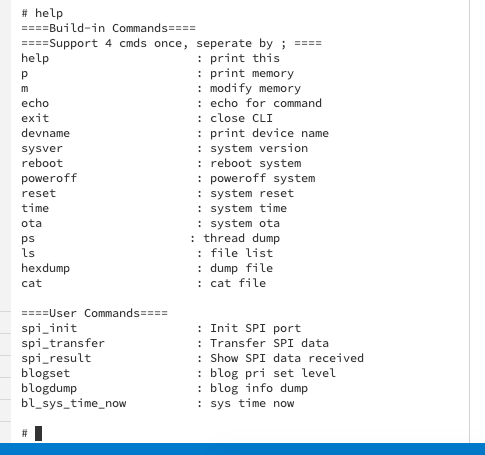 # help
====Build-in Commands====
====Support 4 cmds once, seperate by ; ====
help                     : print this
p                        : print memory
m                        : modify memory
echo                     : echo for command
exit                     : close CLI
devname                  : print device name
sysver                   : system version
reboot                   : reboot system
poweroff                 : poweroff system
reset                    : system reset
time                     : system time
ota                      : system ota
ps                      : thread dump
ls                       : file list
hexdump                  : dump file
cat                      : cat file

====User Commands====
spi_init                 : Init SPI port
spi_transfer             : Transfer SPI data
spi_result               : Show SPI data received
blogset                  : blog pri set level
blogdump                 : blog info dump
bl_sys_time_now          : sys time now

#